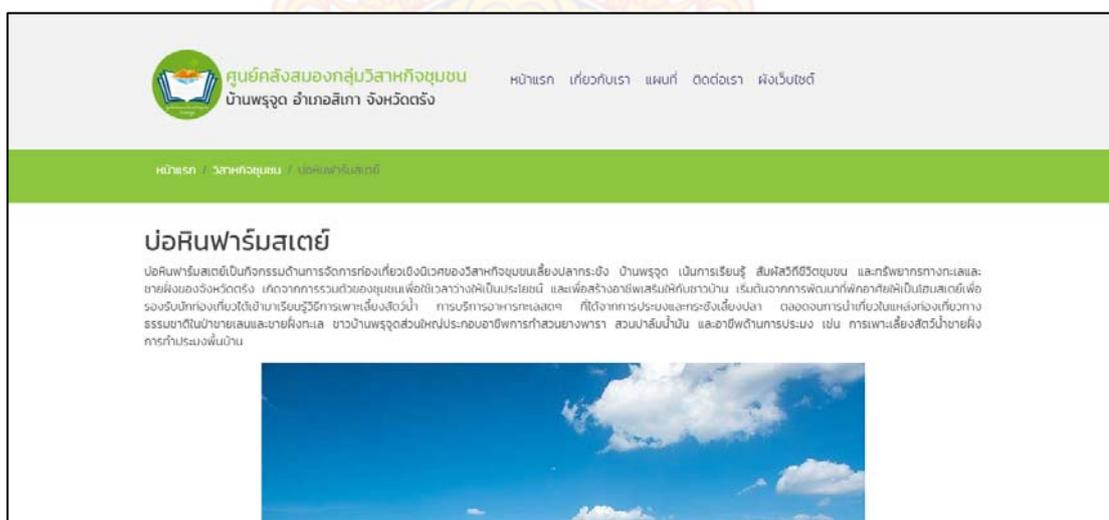 ศูนย์คลังสมองกลุ่มวิสาหกิจชุมชน
บ้านพรุจูด อำเภอสิเกา จังหวัดตรัง
หน้าแรก เกี่ยวกับเรา แผนที่ ติดต่อเรา ผังเว็บไซต์
หน้าแรก / วิสาหกิจชุมชน / บ่อหินฟาร์มสเตย์
บ่อหินฟาร์มสเตย์
บ่อหินฟาร์มสเตย์เป็นกิจกรรมด้านการจัดการท่องเที่ยวเชิงนิเวศของวิสาหกิจชุมชนเลี้ยงปลากระชัง บ้านพรุจูด เน้นการเรียนรู้ สัมผัสวิถีชีวิตชุมชน และทรัพยากรทางทะเลและ
ชายฝั่งของจังหวัดตรัง เกิดจากการรวมตัวของชุมชนเพื่อใช้เวลาว่างให้เป็นประโยชน์ และเพื่อสร้างอาชีพเสริมให้กับชาวบ้าน เริ่มต้นจากการพัฒนาที่พักอาศัยให้เป็นโฮมสเตย์เพื่อ
รองรับนักท่องเที่ยวได้เข้ามาเรียนรู้วิธีการเพาะเลี้ยงสัตว์น้ำ การบริการอาหารทะเลสดๆ ที่ได้จากการประมงและกระชังเลี้ยงปลา ตลอดจนการนำเที่ยวในแหล่งท่องเที่ยวทาง
ธรรมชาติในป่าชายเลนและชายฝั่งทะเล ชาวบ้านพรุจูดส่วนใหญ่ประกอบอาชีพการทำสวนยางพารา สวนปาล์มน้ำมัน และอาชีพด้านการประมง เช่น การเพาะเลี้ยงสัตว์น้ำชายฝั่ง
การทำประมงพื้นบ้าน